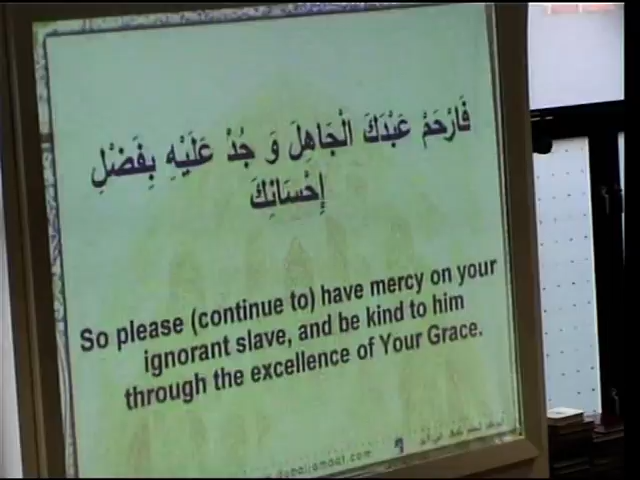 فَارْحَمْ عَبْدَكَ الْجَاهِلَ وَ جُدْ عَلَيْهِ بِفَضْلِ
إِحْسَانِكَ
So please (continue to) have mercy on your
ignorant slave, and be kind to him
through the excellence of Your Grace.